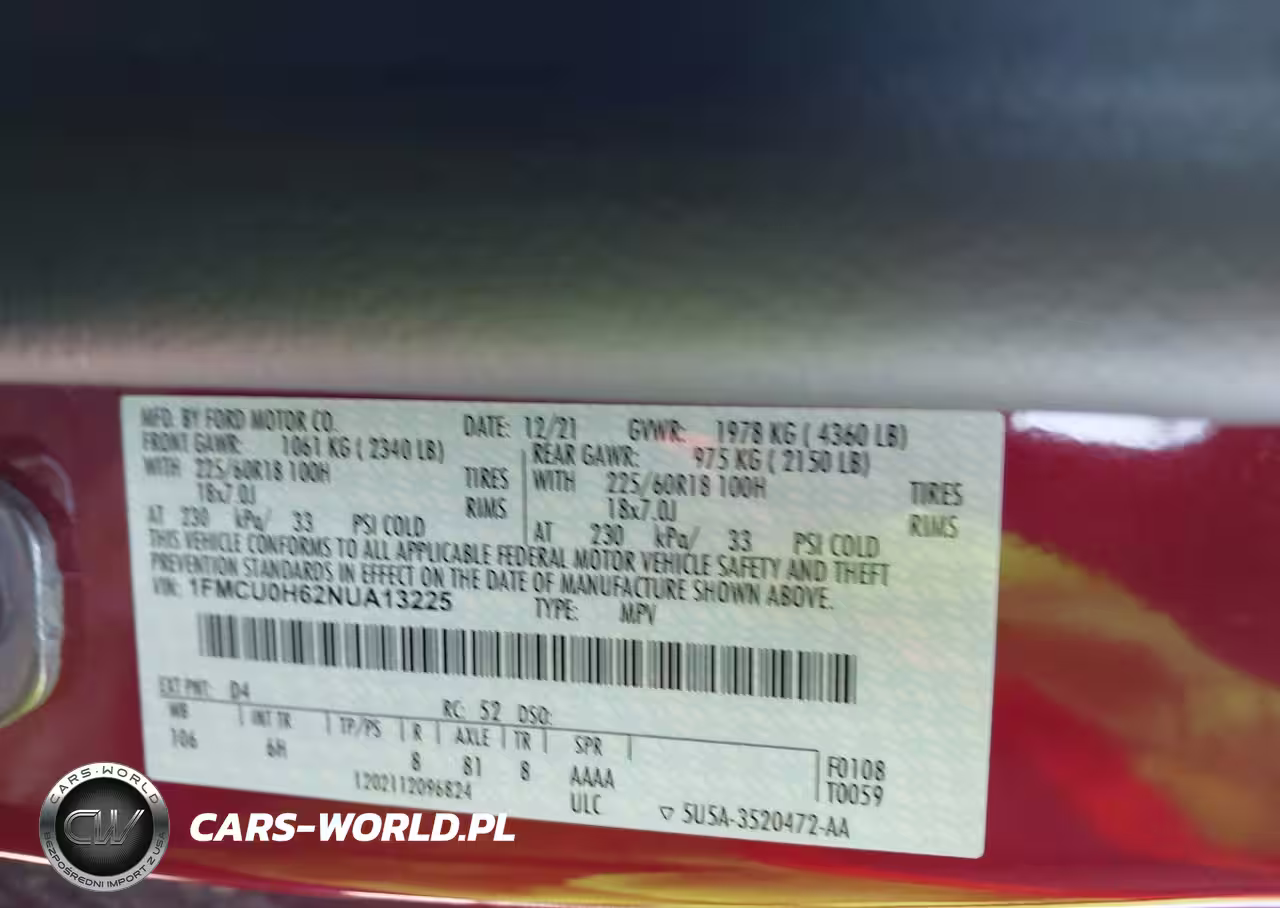 MFD. BY FORD MOTOR CO. DATE: 12/21 GVWR: 1978 KG ( 4360 LB)
FRONT GAWR: 1061 KG ( 2340 LB) REAR GAWR: 975 KG ( 2150 LB)
WITH 225/60R18 100H TIRES WITH 225/60R18 100H TIRES
18x7.0J RIMS 18x7.0J RIMS
AT 230 kPa/ 33 PSI COLD AT 230 kPa/ 33 PSI COLD
THIS VEHICLE CONFORMS TO ALL APPLICABLE FEDERAL MOTOR VEHICLE SAFETY AND THEFT
PREVENTION STANDARDS IN EFFECT ON THE DATE OF MANUFACTURE SHOWN ABOVE.
VIN: 1FMCU0H62NUA13225 TYPE: MPV
EXT PNT: D4 RC: 52 DSO:
WB INT TR TP/PS R AXLE TR SPR
106 6H 8 81 8 AAAA F0108
1202112096824 ULC T0059
▽ 5U5A-3520472-AA
CARS-WORLD
CW
BEZPOŚREDNI IMPORT Z USA
CARS-WORLD.PL